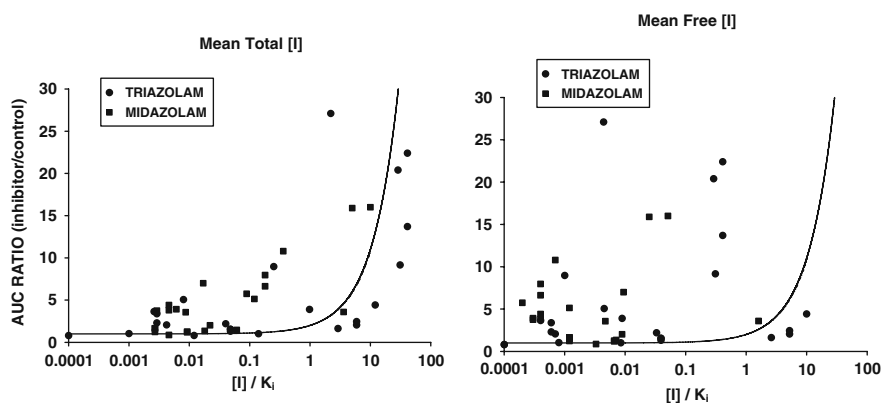 Mean Total [I]
TRIAZOLAM
MIDAZOLAM
AUC RATIO (inhibitor/control)
30
25
20
15
10
5
0
0.0001 0.001 0.01 0.1 1 10 100
[I] / Ki
Mean Free [I]
TRIAZOLAM
MIDAZOLAM
30
25
20
15
10
5
0
0.0001 0.001 0.01 0.1 1 10 100
[I] / Ki